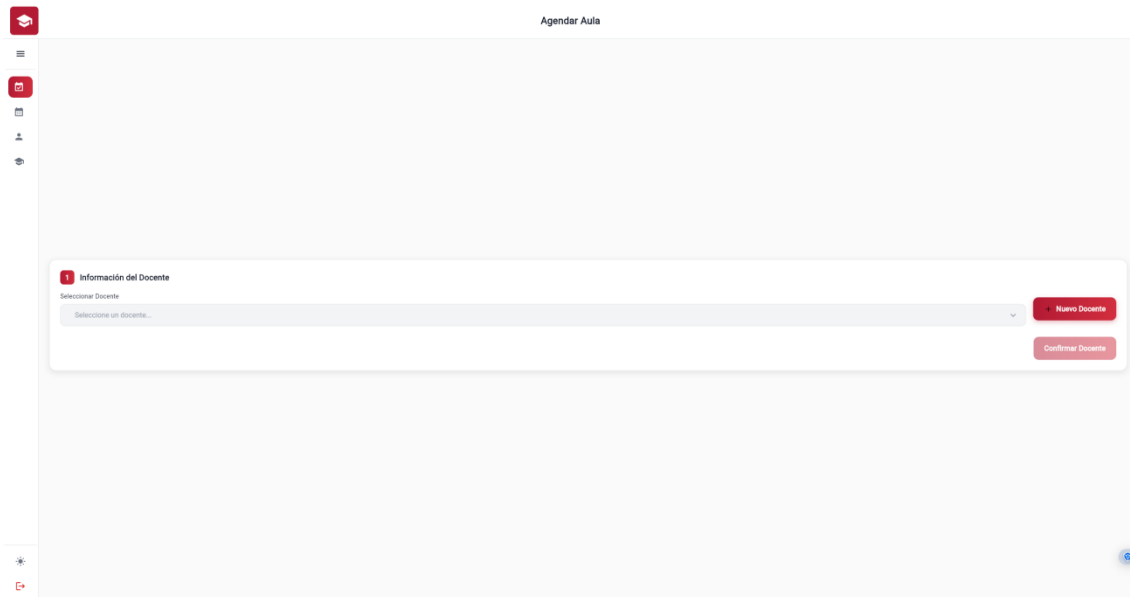 Agendar Aula
1 Información del Docente
Seleccionar Docente
Seleccione un docente...
+ Nuevo Docente
Confirmar Docente